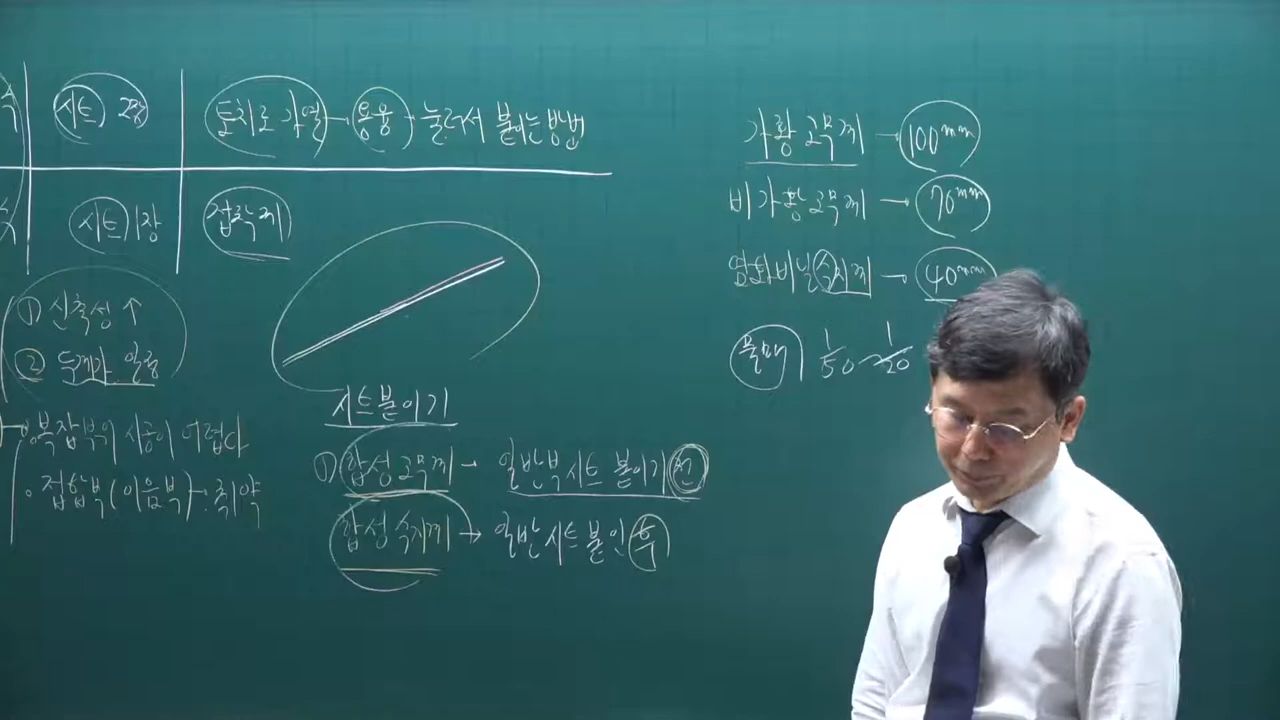 시트 2장
토치로 가열 → 용융 - 눌러서 붙이는 방법
시트 1장
접착제
① 신축성 ↑
② 두께가 일정
복잡부위 시공이 어렵다
• 접합부(이음부) → 취약
시트붙이기
① 합성고무계 - 일반부시트 붙이기 전
합성수지계 → 일반시트 붙인 후
가황고무계 → 100mm
비가황고무계 → 70mm
염화비닐수지계 → 40mm
물매 1/50 ~ 1/20